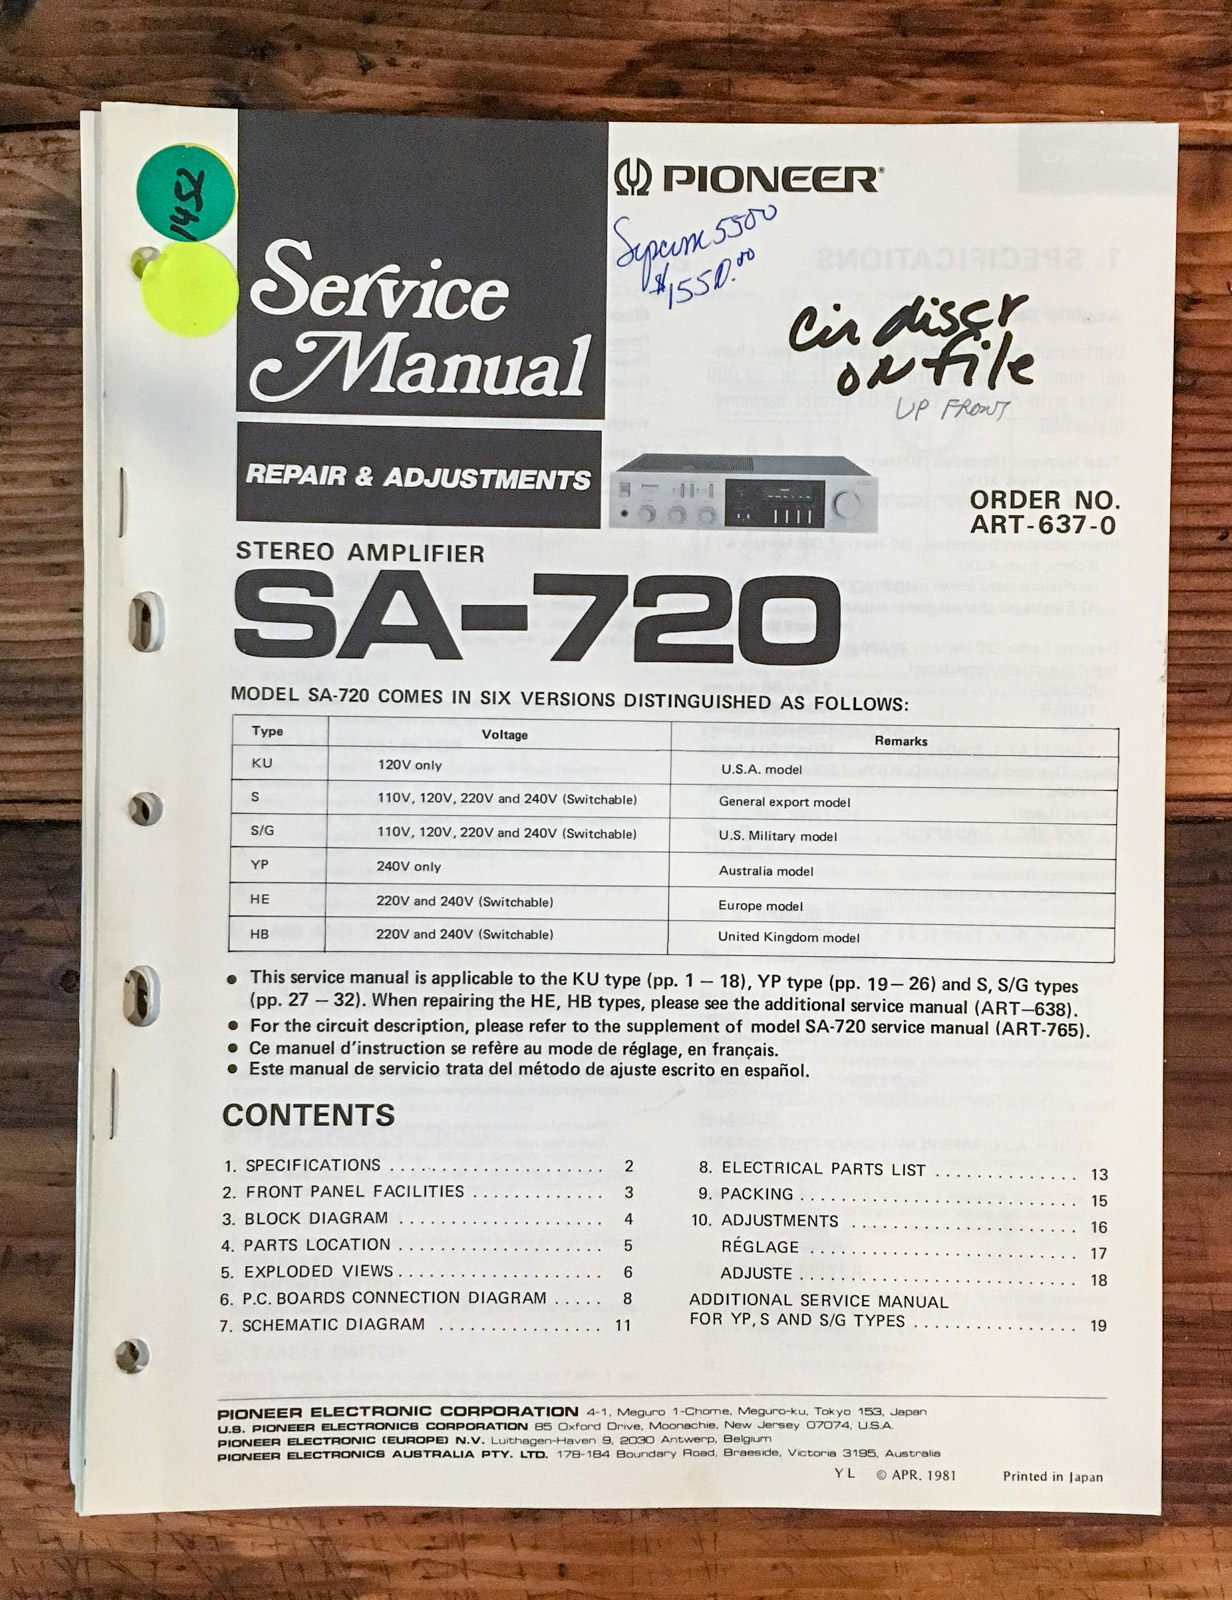 1452
PIONEER®
5500
$1550.00
Cir discr
ON file
UP FRONT
Service
Manual
REPAIR & ADJUSTMENTS
ORDER NO.
ART-637-0
STEREO AMPLIFIER
SA-720
MODEL SA-720 COMES IN SIX VERSIONS DISTINGUISHED AS FOLLOWS:
Type Voltage Remarks
KU 120V only U.S.A. model
S 110V, 120V, 220V and 240V (Switchable) General export model
S/G 110V, 120V, 220V and 240V (Switchable) U.S. Military model
YP 240V only Australia model
HE 220V and 240V (Switchable) Europe model
HB 220V and 240V (Switchable) United Kingdom model
● This service manual is applicable to the KU type (pp. 1 – 18), YP type (pp. 19 – 26) and S, S/G types
(pp. 27 – 32). When repairing the HE, HB types, please see the additional service manual (ART–638).
● For the circuit description, please refer to the supplement of model SA-720 service manual (ART-765).
● Ce manuel d'instruction se refère au mode de réglage, en français.
● Este manual de servicio trata del método de ajuste escrito en español.
CONTENTS
1. SPECIFICATIONS . . . . . . . . . . . . . . . . . . . . . 2
2. FRONT PANEL FACILITIES . . . . . . . . . . . . . 3
3. BLOCK DIAGRAM . . . . . . . . . . . . . . . . . . . . 4
4. PARTS LOCATION . . . . . . . . . . . . . . . . . . . . 5
5. EXPLODED VIEWS . . . . . . . . . . . . . . . . . . . . 6
6. P.C. BOARDS CONNECTION DIAGRAM . . . . . 8
7. SCHEMATIC DIAGRAM . . . . . . . . . . . . . . . . 11
8. ELECTRICAL PARTS LIST . . . . . . . . . . . . . . 13
9. PACKING . . . . . . . . . . . . . . . . . . . . . . . . . . 15
10. ADJUSTMENTS . . . . . . . . . . . . . . . . . . . . . . 16
RÉGLAGE . . . . . . . . . . . . . . . . . . . . . . . . . 17
ADJUSTE . . . . . . . . . . . . . . . . . . . . . . . . . . 18
ADDITIONAL SERVICE MANUAL
FOR YP, S AND S/G TYPES . . . . . . . . . . . . . . . . 19
PIONEER ELECTRONIC CORPORATION 4-1, Meguro 1-Chome, Meguro-ku, Tokyo 153, Japan
U.S. PIONEER ELECTRONICS CORPORATION 85 Oxford Drive, Moonachie, New Jersey 07074, U.S.A.
PIONEER ELECTRONIC (EUROPE) N.V. Luithagen-Haven 9, 2030 Antwerp, Belgium
PIONEER ELECTRONICS AUSTRALIA PTY. LTD. 178-184 Boundary Road, Braeside, Victoria 3195, Australia
YL © APR. 1981 Printed in Japan